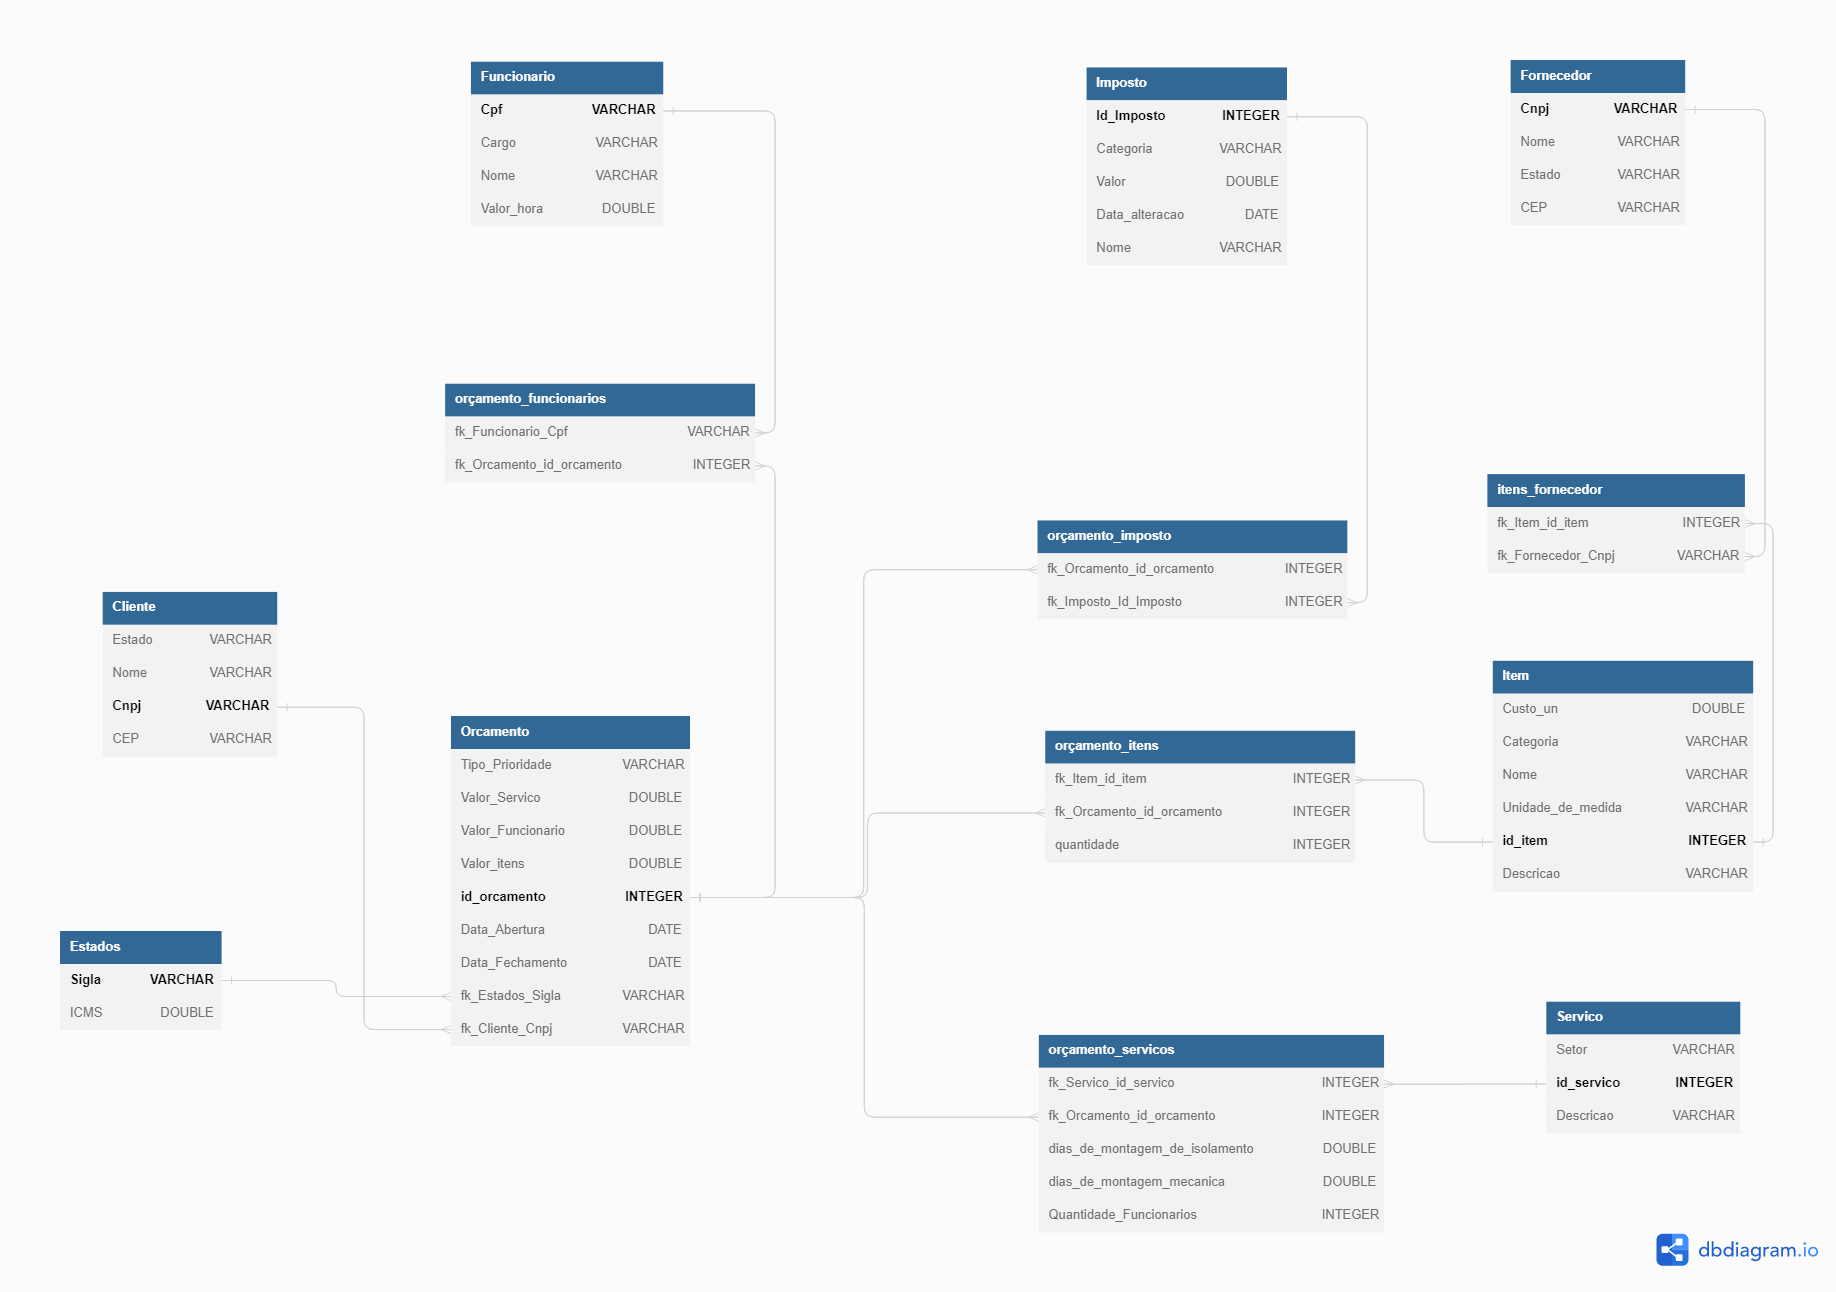 Funcionario
Cpf VARCHAR
Cargo VARCHAR
Nome VARCHAR
Valor_hora DOUBLE
Imposto
Id_Imposto INTEGER
Categoria VARCHAR
Valor DOUBLE
Data_alteracao DATE
Nome VARCHAR
Fornecedor
Cnpj VARCHAR
Nome VARCHAR
Estado VARCHAR
CEP VARCHAR
orçamento_funcionarios
fk_Funcionario_Cpf VARCHAR
fk_Orcamento_id_orcamento INTEGER
orçamento_imposto
fk_Orcamento_id_orcamento INTEGER
fk_Imposto_Id_Imposto INTEGER
itens_fornecedor
fk_Item_id_item INTEGER
fk_Fornecedor_Cnpj VARCHAR
Cliente
Estado VARCHAR
Nome VARCHAR
Cnpj VARCHAR
CEP VARCHAR
Orcamento
Tipo_Prioridade VARCHAR
Valor_Servico DOUBLE
Valor_Funcionario DOUBLE
Valor_itens DOUBLE
id_orcamento INTEGER
Data_Abertura DATE
Data_Fechamento DATE
fk_Estados_Sigla VARCHAR
fk_Cliente_Cnpj VARCHAR
orçamento_itens
fk_Item_id_item INTEGER
fk_Orcamento_id_orcamento INTEGER
quantidade INTEGER
Item
Custo_un DOUBLE
Categoria VARCHAR
Nome VARCHAR
Unidade_de_medida VARCHAR
id_item INTEGER
Descricao VARCHAR
Estados
Sigla VARCHAR
ICMS DOUBLE
orçamento_servicos
fk_Servico_id_servico INTEGER
fk_Orcamento_id_orcamento INTEGER
dias_de_montagem_de_isolamento DOUBLE
dias_de_montagem_mecanica DOUBLE
Quantidade_Funcionarios INTEGER
Servico
Setor VARCHAR
id_servico INTEGER
Descricao VARCHAR
dbdiagram.io